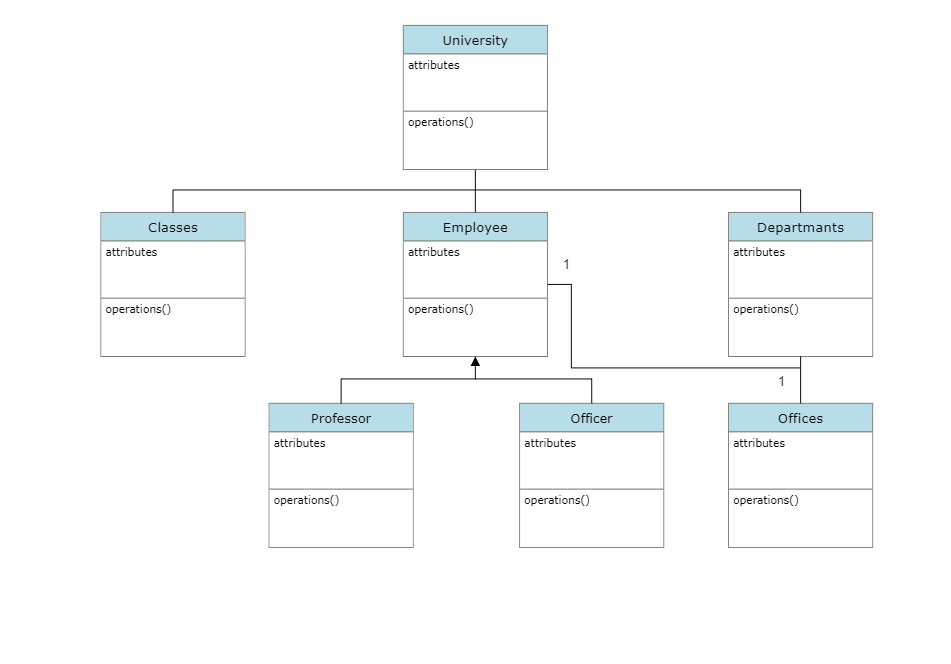 University
attributes
operations()
Classes
attributes
operations()
Employee
attributes
operations()
1
Departmants
attributes
operations()
1
Professor
attributes
operations()
Officer
attributes
operations()
Offices
attributes
operations()